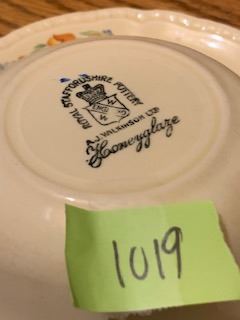 ROYAL STAFFORDSHIRE POTTERY
A.J. WILKINSON LTD
Honeyglaze
1019